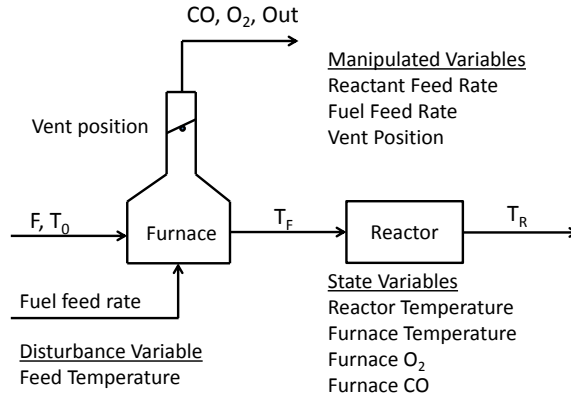 CO, O₂, Out
Manipulated Variables
Reactant Feed Rate
Fuel Feed Rate
Vent Position
Vent position
F, T₀
Furnace
T_F
Reactor
T_R
Fuel feed rate
State Variables
Reactor Temperature
Furnace Temperature
Furnace O₂
Furnace CO
Disturbance Variable
Feed Temperature